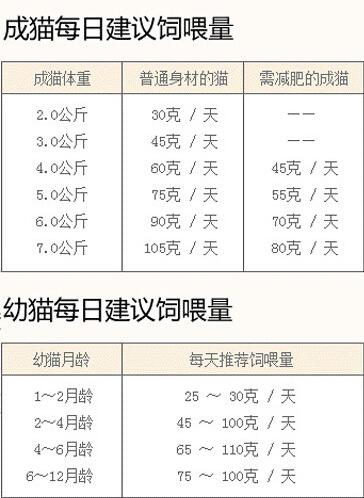 成猫每日建议饲喂量
成猫体重 普通身材的猫 需减肥的成猫
2.0公斤 30克 / 天 ——
3.0公斤 45克 / 天 ——
4.0公斤 60克 / 天 45克 / 天
5.0公斤 75克 / 天 55克 / 天
6.0公斤 90克 / 天 70克 / 天
7.0公斤 105克 / 天 80克 / 天
幼猫每日建议饲喂量
幼猫月龄 每天推荐饲喂量
1～2月龄 25 ～ 30克 / 天
2～4月龄 45 ～ 100克 / 天
4～6月龄 65 ～ 110克 / 天
6～12月龄 75 ～ 100克 / 天